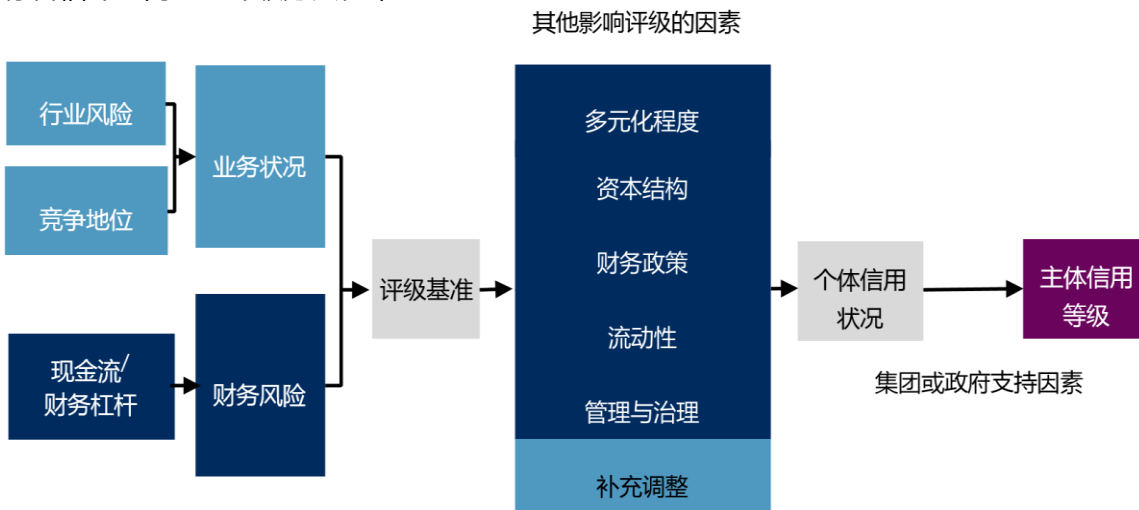 其他影响评级的因素
行业风险
竞争地位
业务状况
现金流/
财务杠杆
财务风险
评级基准
多元化程度
资本结构
财务政策
流动性
管理与治理
补充调整
个体信用
状况
主体信用
等级
集团或政府支持因素